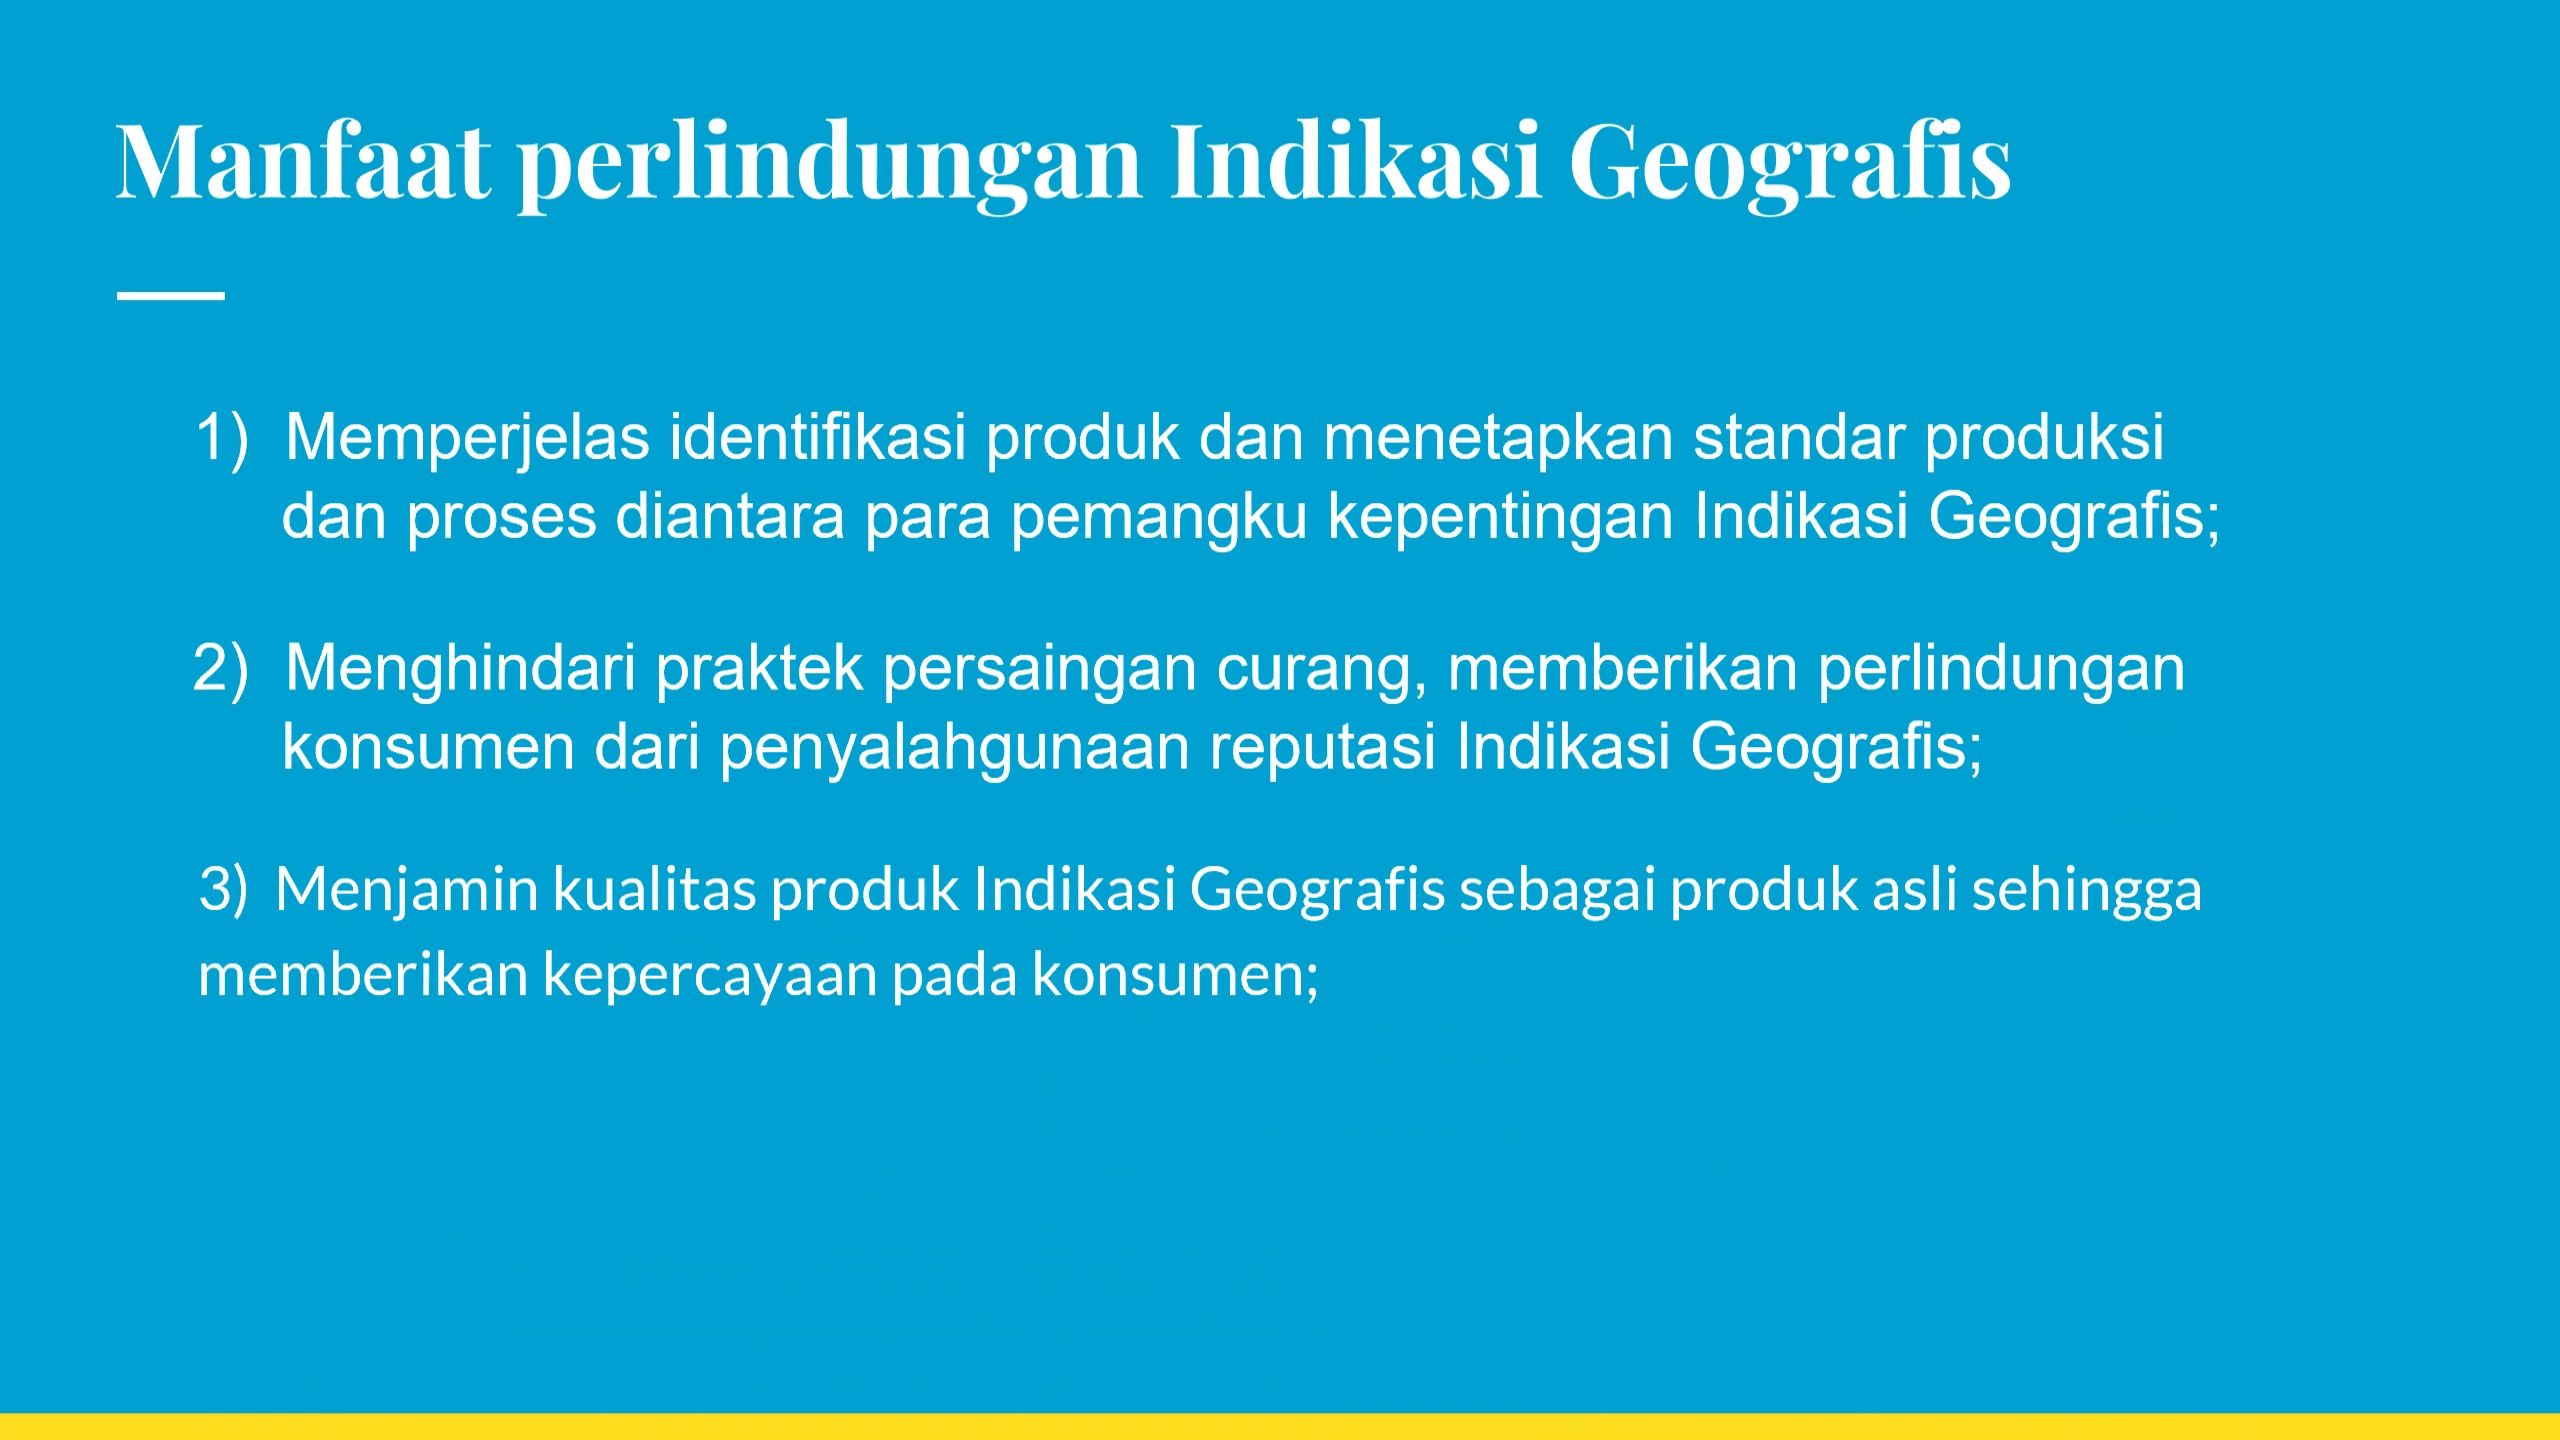 Manfaat perlindungan Indikasi Geografis
1) Memperjelas identifikasi produk dan menetapkan standar produksi
dan proses diantara para pemangku kepentingan Indikasi Geografis;
2) Menghindari praktek persaingan curang, memberikan perlindungan
konsumen dari penyalahgunaan reputasi Indikasi Geografis;
3) Menjamin kualitas produk Indikasi Geografis sebagai produk asli sehingga
memberikan kepercayaan pada konsumen;